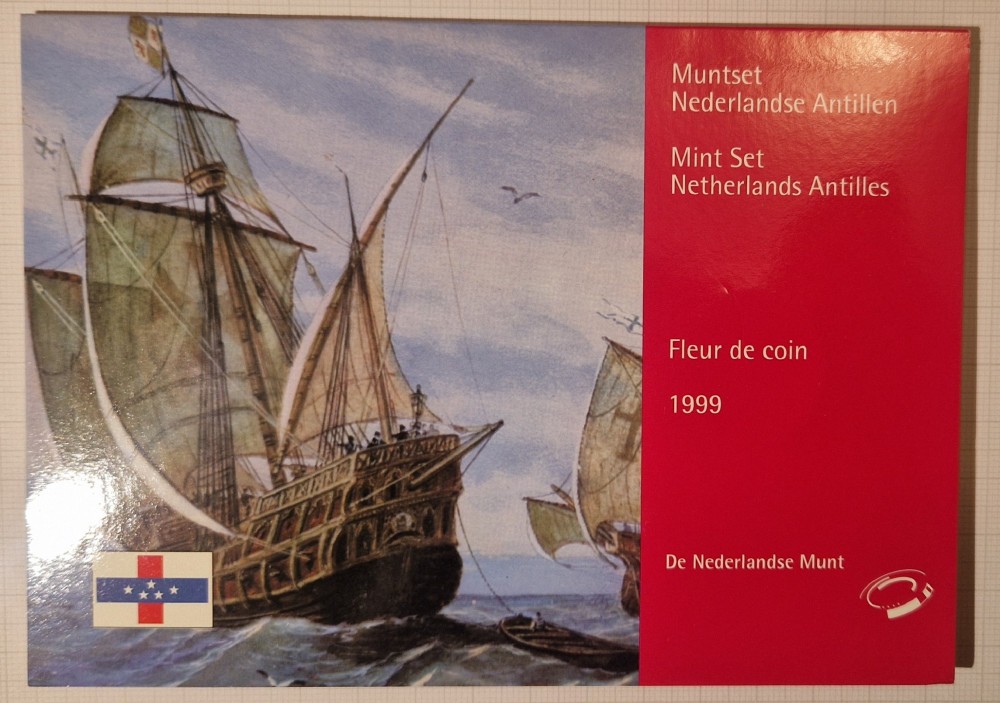 Muntset
Nederlandse Antillen
Mint Set
Netherlands Antilles
Fleur de coin
1999
De Nederlandse Munt